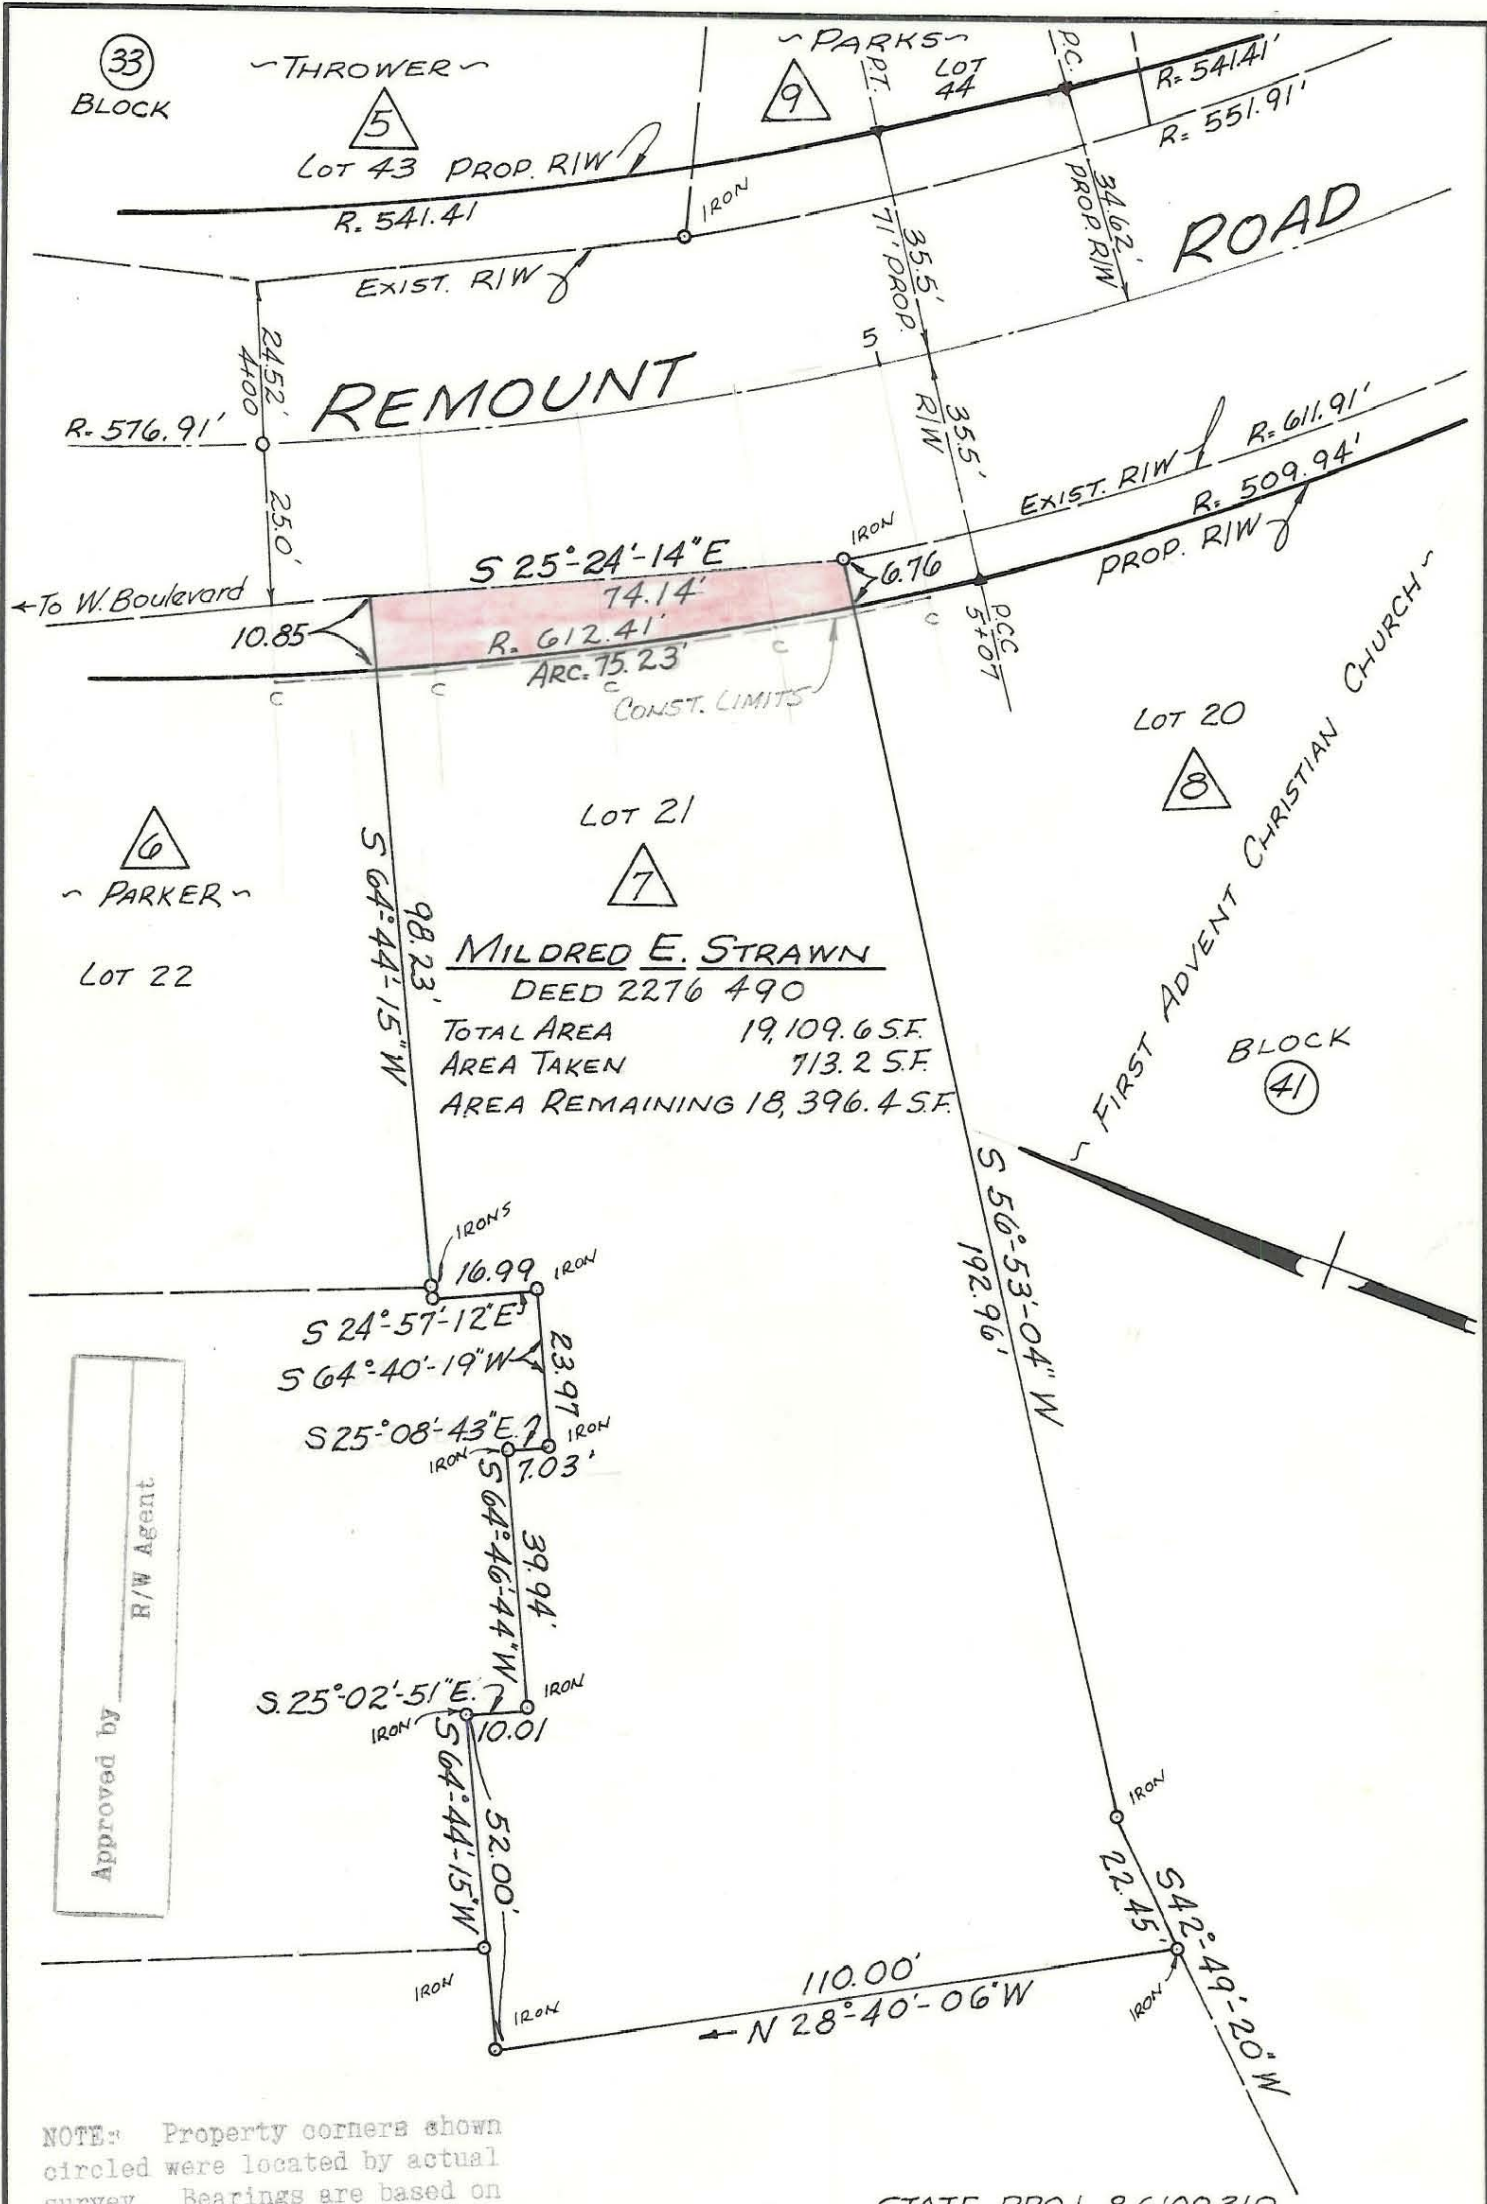 33
BLOCK
~THROWER~
5
LOT 43 PROP. R/W
R. 541.41
~PARKS~
9
LOT
44
P.T.
P.C.
R= 541.41'
R= 551.91'
IRON
EXIST. R/W
34.62'
PROP. R/W
35.5'
71' PROP.
R/W
35.5'
ROAD
REMOUNT
5
24.52'
4+00
R- 576.91'
25.0'
EXIST. R/W
R= 611.91'
R= 509.94'
PROP. R/W
IRON
S 25°-24'-14"E
74.14'
6.76
←TO W. Boulevard
10.85
R. 612.41'
ARC. 75.23'
C
C
C
C
C
CONST. LIMITS
P.C.C.
5+07
LOT 20
8
~FIRST ADVENT CHRISTIAN CHURCH~
BLOCK
41
6
~PARKER~
LOT 22
LOT 21
7
S 64°-44'-15"W
98.23'
MILDRED E. STRAWN
DEED 2276 490
TOTAL AREA 19,109.6 S.F.
AREA TAKEN 713.2 S.F.
AREA REMAINING 18,396.4 S.F.
S 56°-53'-04" W
192.96'
IRONS
16.99
IRON
S 24°-57'-12"E
S 64°-40'-19"W
23.97
S 25°-08'-43"E.
IRON
IRON
7.03'
S 64°-46'-44"W
39.94'
S. 25°-02'-51"E.
IRON
IRON
10.01
S 64°-44'-15"W
52.00'
IRON
IRON
IRON
22.45'
S 42°-49'-20" W
IRON
110.00'
← N 28°-40'-06"W
Approved by
R/W Agent
NOTE: Property corners shown
circled were located by actual
survey. Bearings are based on
STATE PROJ. 8.6100310